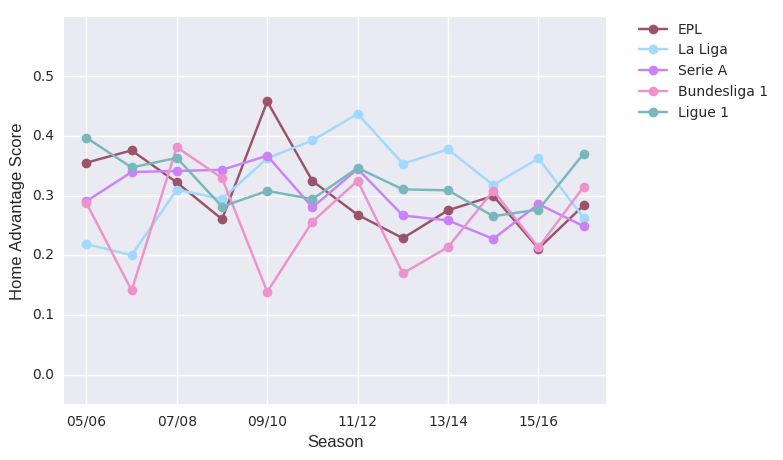 EPL
La Liga
Serie A
Bundesliga 1
Ligue 1
Home Advantage Score
0.5
0.4
0.3
0.2
0.1
0.0
05/06 07/08 09/10 11/12 13/14 15/16
Season